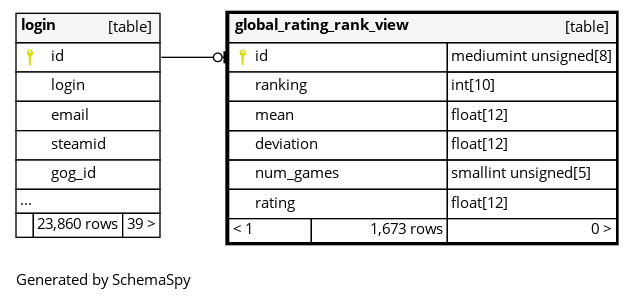 login [table]
id
login
email
steamid
gog_id
...
23,860 rows 39 >
global_rating_rank_view [table]
id mediumint unsigned[8]
ranking int[10]
mean float[12]
deviation float[12]
num_games smallint unsigned[5]
rating float[12]
< 1 1,673 rows 0 >
Generated by SchemaSpy